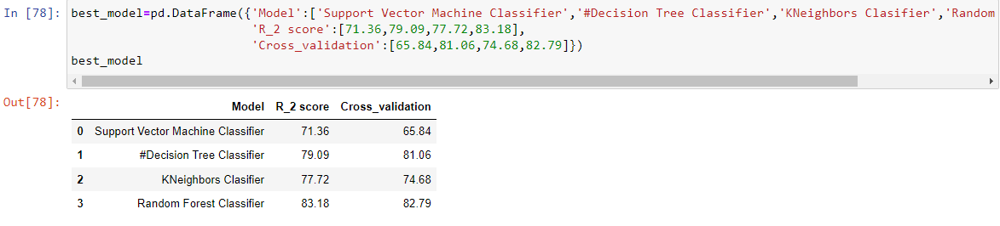 In [78]: best_model=pd.DataFrame({'Model':['Support Vector Machine Classifier','#Decision Tree Classifier','KNeighbors Clasifier','Random
'R_2 score':[71.36,79.09,77.72,83.18],
'Cross_validation':[65.84,81.06,74.68,82.79]})
best_model
Out[78]:
Model R_2 score Cross_validation
0 Support Vector Machine Classifier 71.36 65.84
1 #Decision Tree Classifier 79.09 81.06
2 KNeighbors Clasifier 77.72 74.68
3 Random Forest Classifier 83.18 82.79